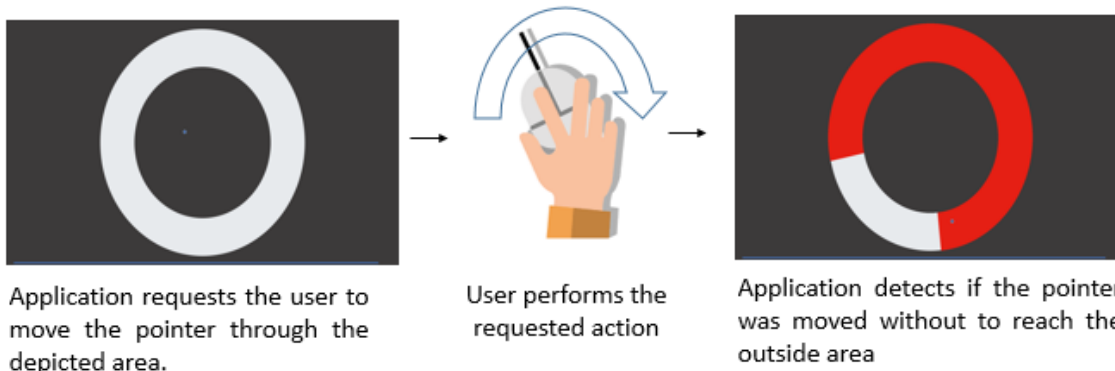 Application requests the user to
move the pointer through the
depicted area.
User performs the
requested action
Application detects if the pointer
was moved without to reach the
outside area